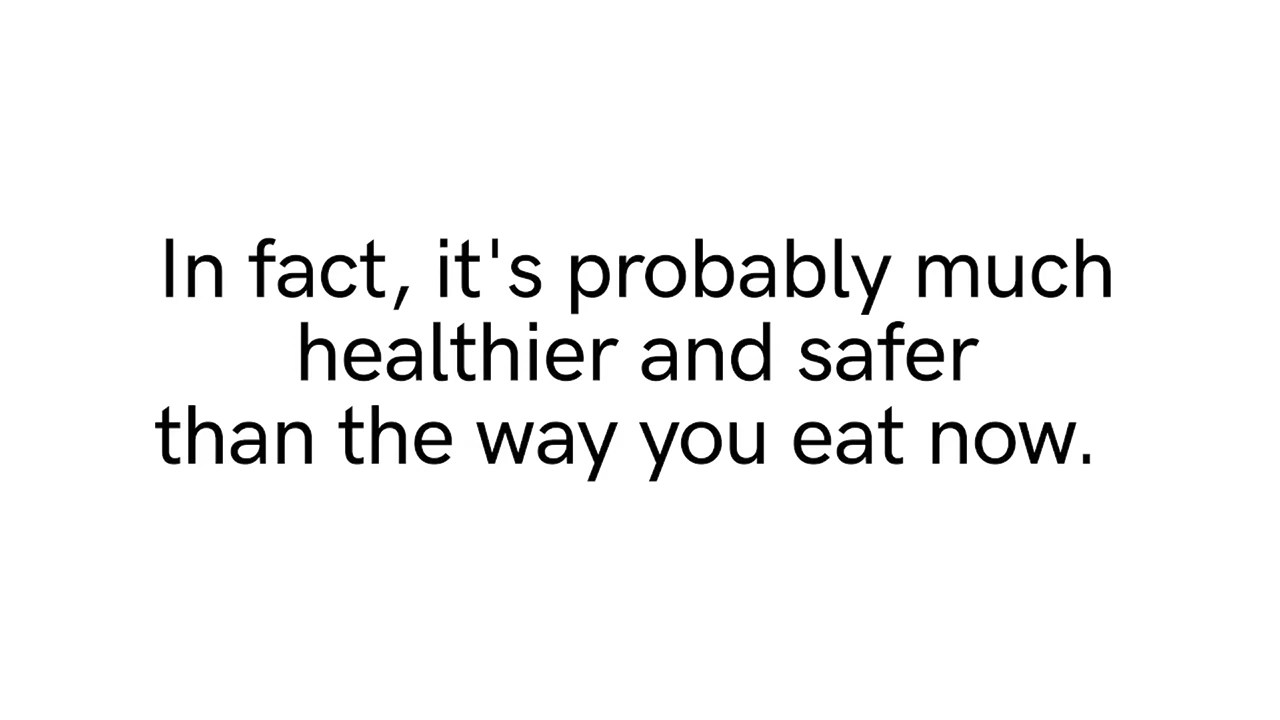 In fact, it's probably much
healthier and safer
than the way you eat now.